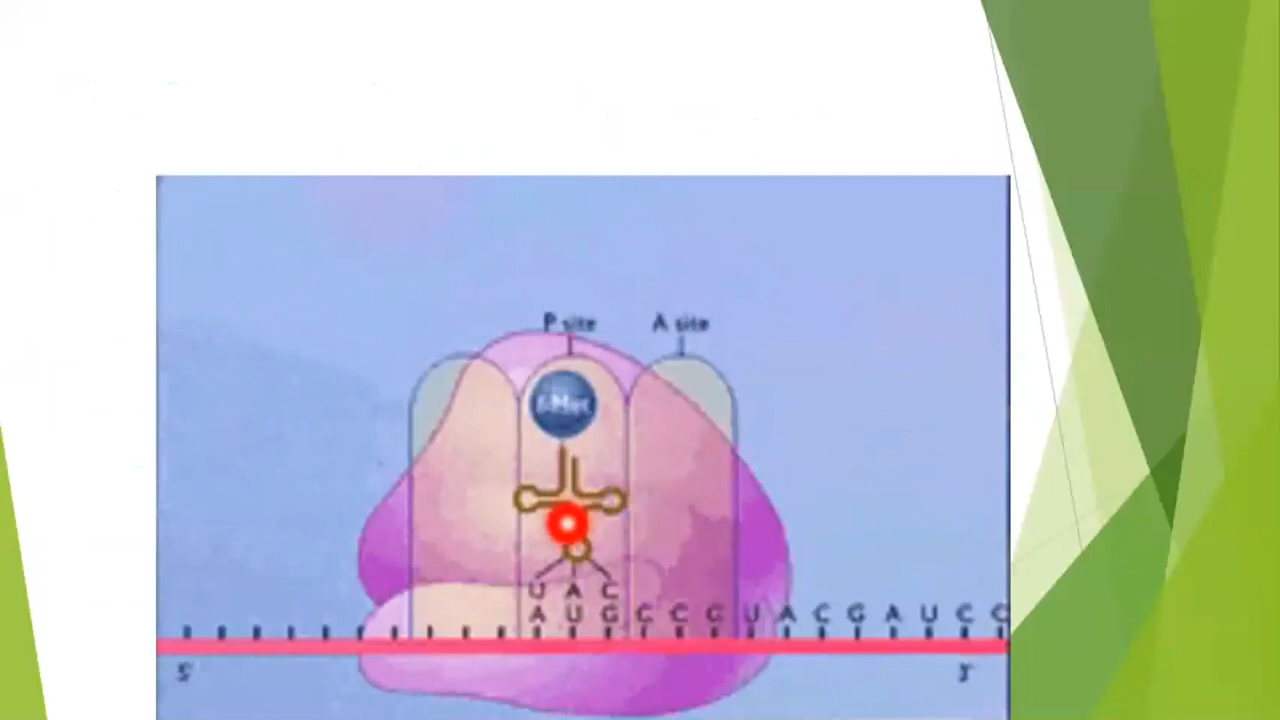 P site A site
f-Met
U A C
A U G C C G U A C G A U C C
5' 3'